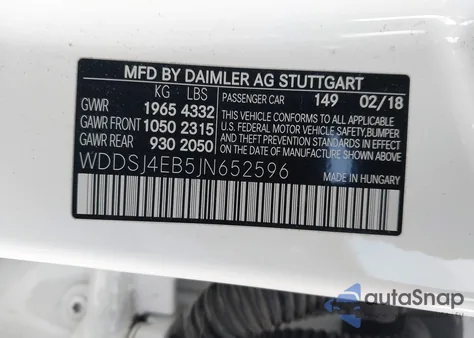 MFD BY DAIMLER AG STUTTGART
KG LBS PASSENGER CAR 149 02/18
GVWR 1965 4332 THIS VEHICLE CONFORMS TO ALL APPLICABLE
GAWR FRONT 1050 2315 U.S. FEDERAL MOTOR VEHICLE SAFETY, BUMPER,
GAWR REAR 930 2050 AND THEFT PREVENTION STANDARDS IN EFFECT
ON THE DATE OF MANUFACTURE SHOWN ABOVE.
WDDSJ4EB5JN652596 MADE IN HUNGARY
autoSnap